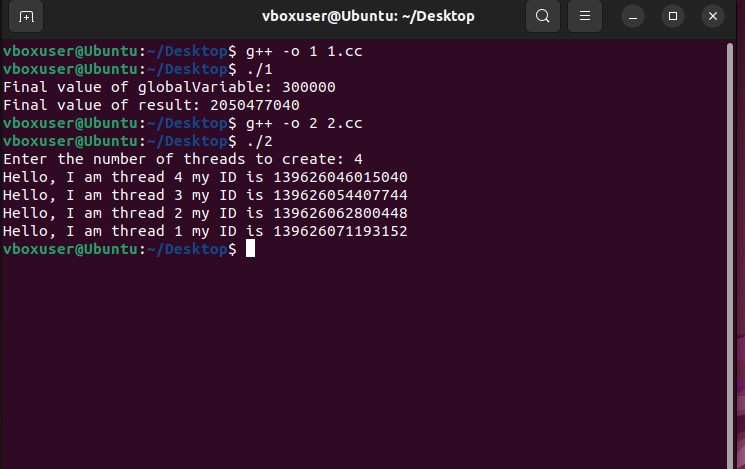 vboxuser@Ubuntu: ~/Desktop
vboxuser@Ubuntu:~/Desktop$ g++ -o 1 1.cc
vboxuser@Ubuntu:~/Desktop$ ./1
Final value of globalVariable: 300000
Final value of result: 2050477040
vboxuser@Ubuntu:~/Desktop$ g++ -o 2 2.cc
vboxuser@Ubuntu:~/Desktop$ ./2
Enter the number of threads to create: 4
Hello, I am thread 4 my ID is 139626046015040
Hello, I am thread 3 my ID is 139626054407744
Hello, I am thread 2 my ID is 139626062800448
Hello, I am thread 1 my ID is 139626071193152
vboxuser@Ubuntu:~/Desktop$